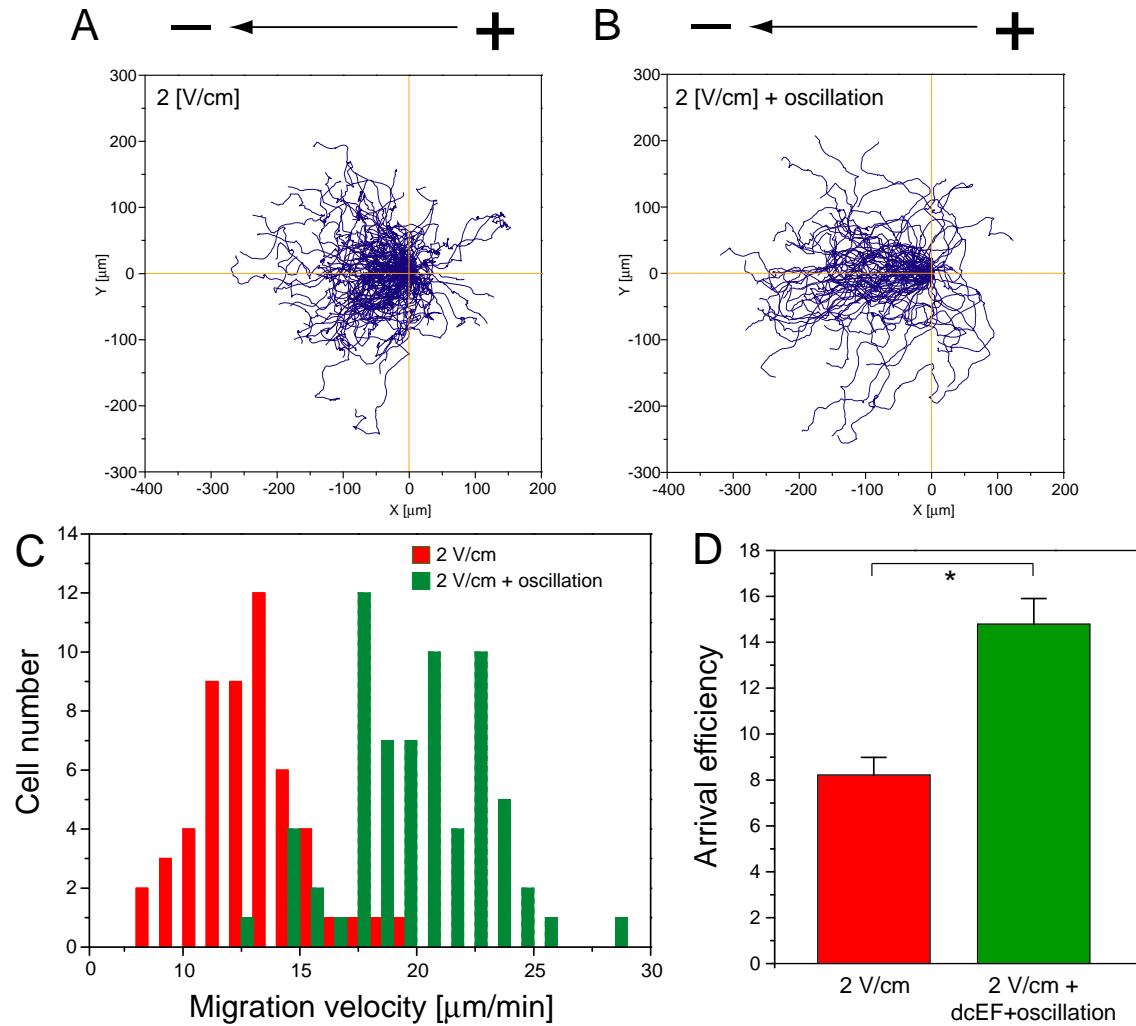 A
− +
B
− +
2 [V/cm]
300
200
100
0
-100
-200
-300
Y [μm]
-400 -300 -200 -100 0 100 200
X [μm]
2 [V/cm] + oscillation
300
200
100
0
-100
-200
-300
Y [μm]
-400 -300 -200 -100 0 100 200
X [μm]
C
2 V/cm
2 V/cm + oscillation
14
12
10
8
6
4
2
0
Cell number
0 10 15 20 25 30
Migration velocity [μm/min]
D
*
18
16
14
12
10
8
6
4
2
0
Arrival efficiency
2 V/cm
2 V/cm +
dcEF+oscillation